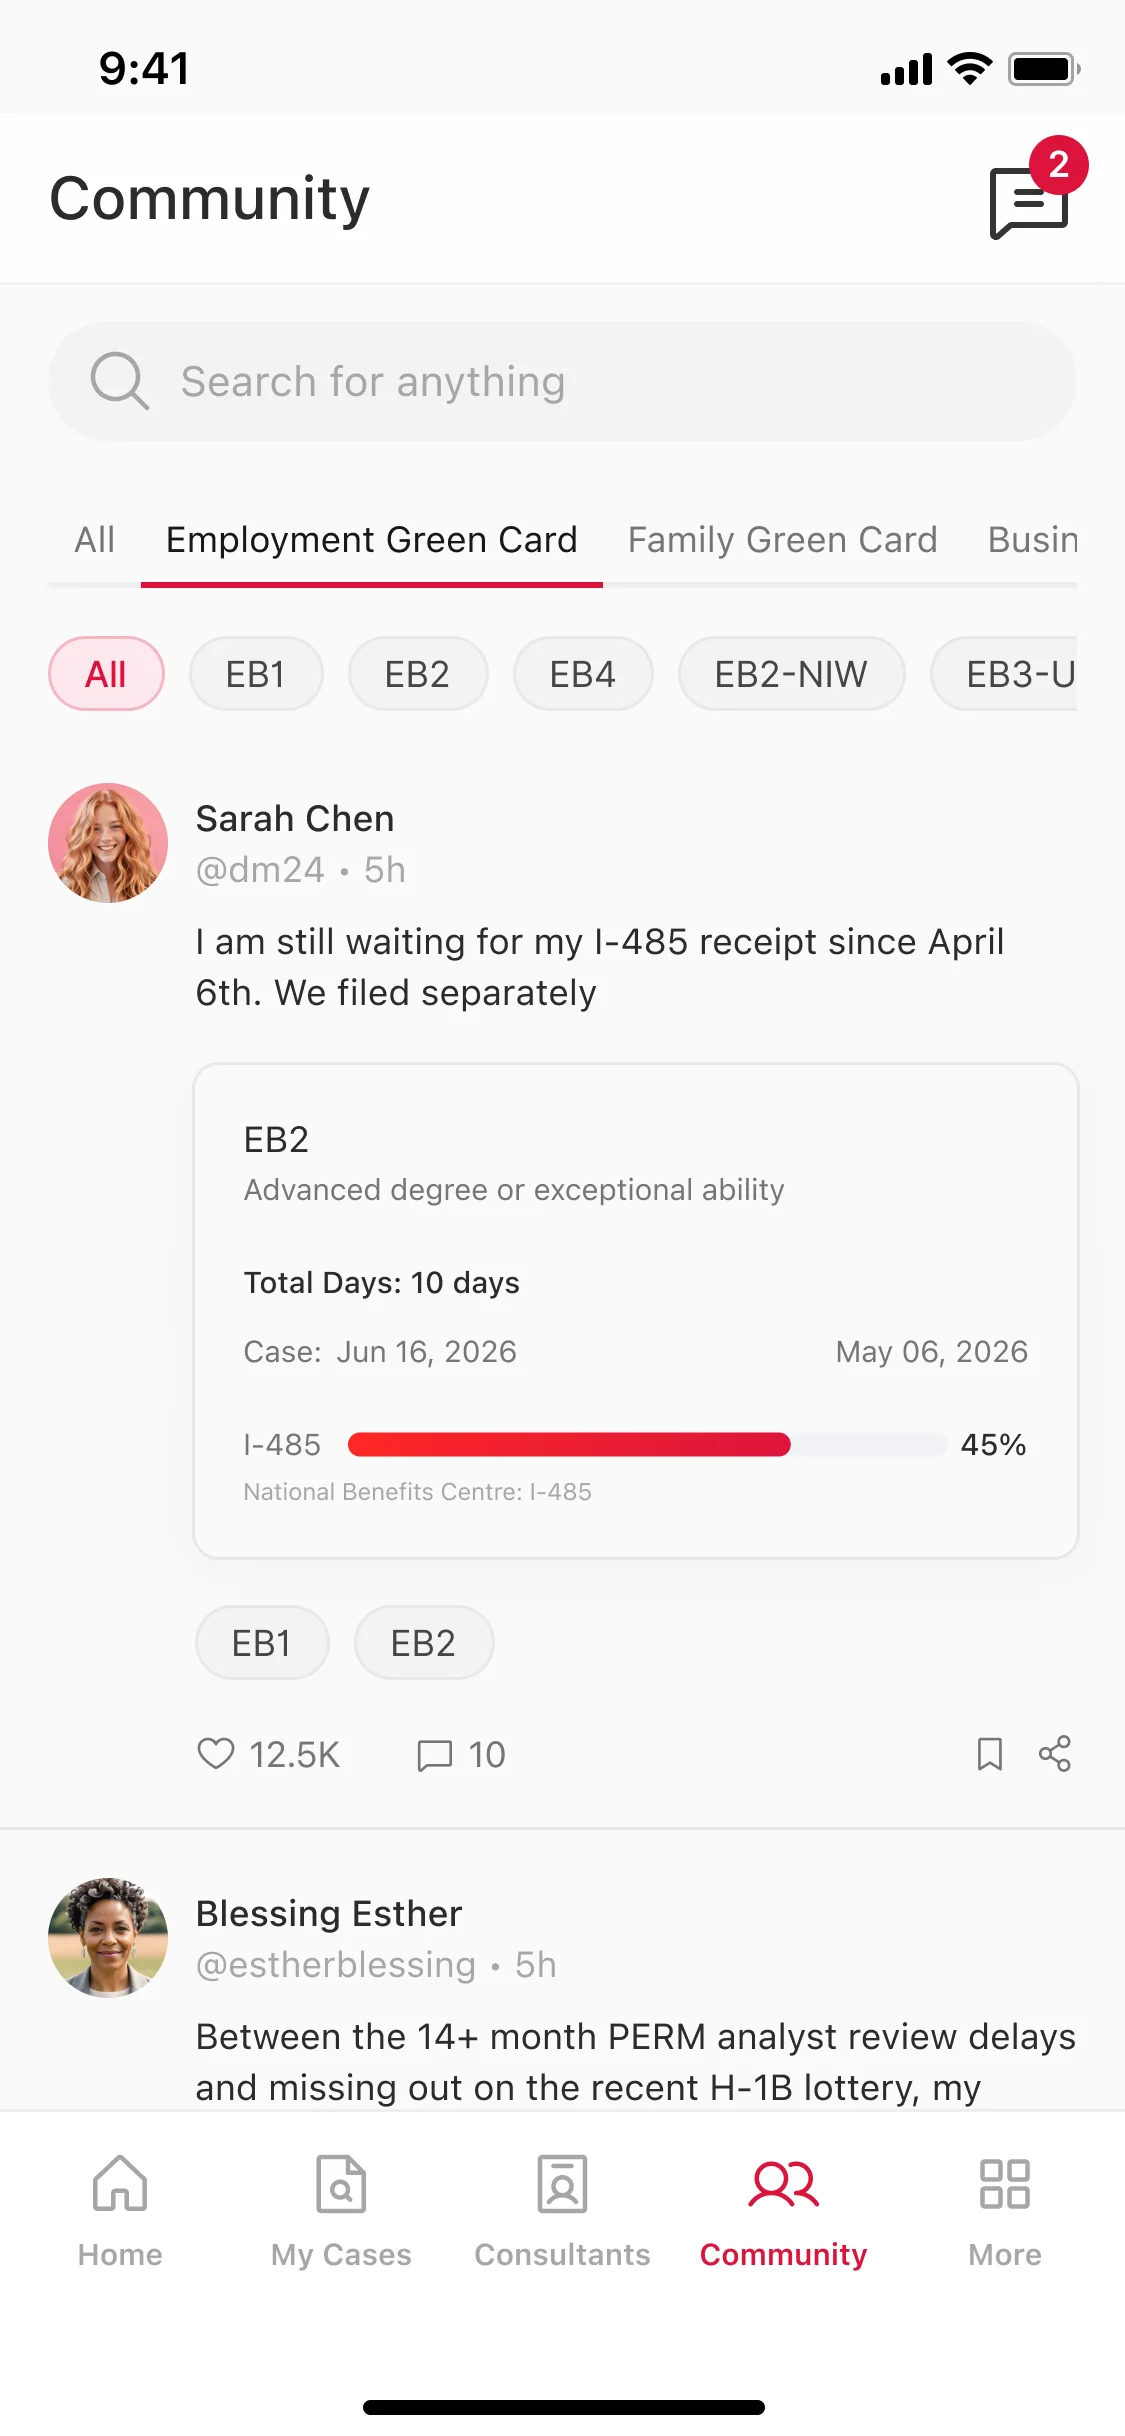 9:41
Community
2
Search for anything
All
Employment Green Card
Family Green Card
Busin
All
EB1
EB2
EB4
EB2-NIW
EB3-U
Sarah Chen
@dm24 • 5h
I am still waiting for my I-485 receipt since April
6th. We filed separately
EB2
Advanced degree or exceptional ability
Total Days: 10 days
Case: Jun 16, 2026
May 06, 2026
I-485
45%
National Benefits Centre: I-485
EB1
EB2
12.5K
10
Blessing Esther
@estherblessing • 5h
Between the 14+ month PERM analyst review delays
and missing out on the recent H-1B lottery, my
Home
My Cases
Consultants
Community
More